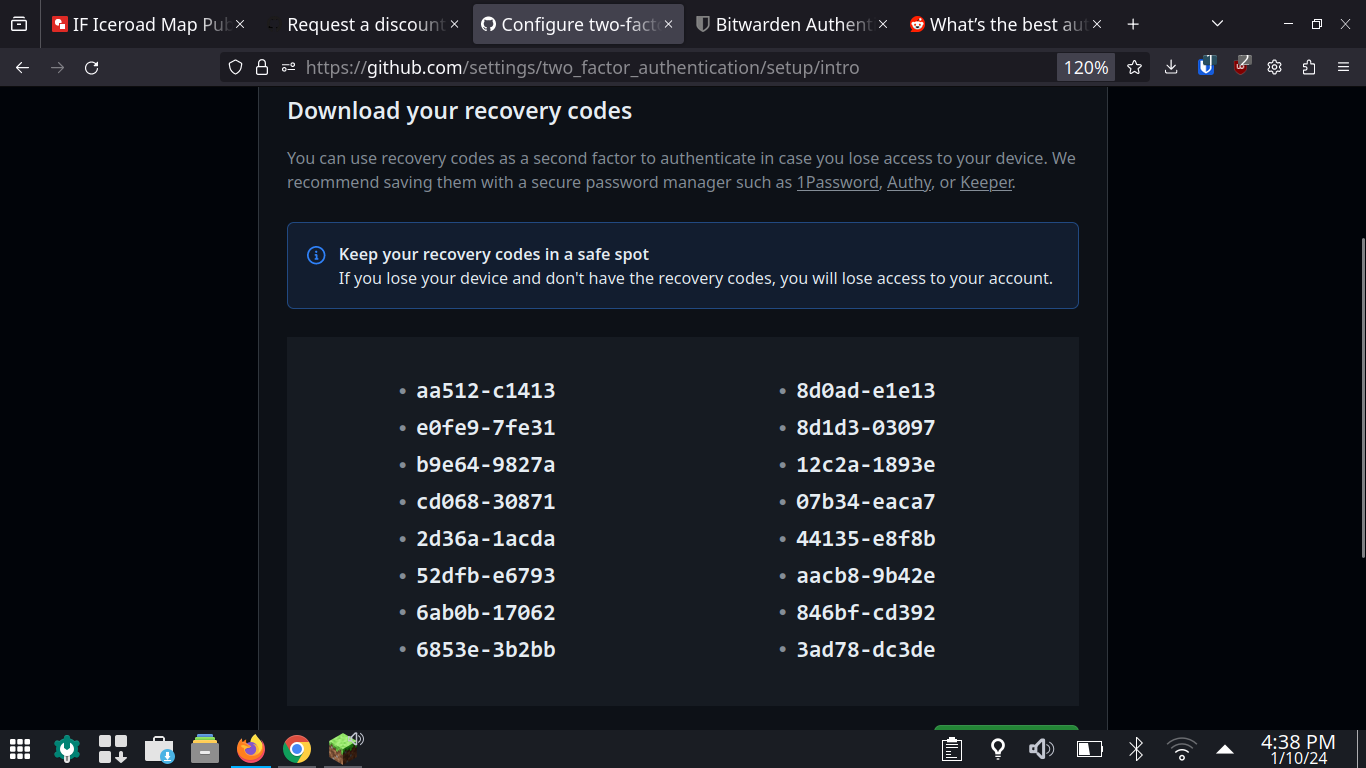 IF Iceroad Map Pub
Request a discount
Configure two-facto
Bitwarden Authent
What's the best aut
https://github.com/settings/two_factor_authentication/setup/intro
120%
1
2
Download your recovery codes
You can use recovery codes as a second factor to authenticate in case you lose access to your device. We
recommend saving them with a secure password manager such as 1Password, Authy, or Keeper.
Keep your recovery codes in a safe spot
If you lose your device and don't have the recovery codes, you will lose access to your account.
aa512-c1413
8d0ad-e1e13
e0fe9-7fe31
8d1d3-03097
b9e64-9827a
12c2a-1893e
cd068-30871
07b34-eaca7
2d36a-1acda
44135-e8f8b
52dfb-e6793
aacb8-9b42e
6ab0b-17062
846bf-cd392
6853e-3b2bb
3ad78-dc3de
4:38 PM
1/10/24